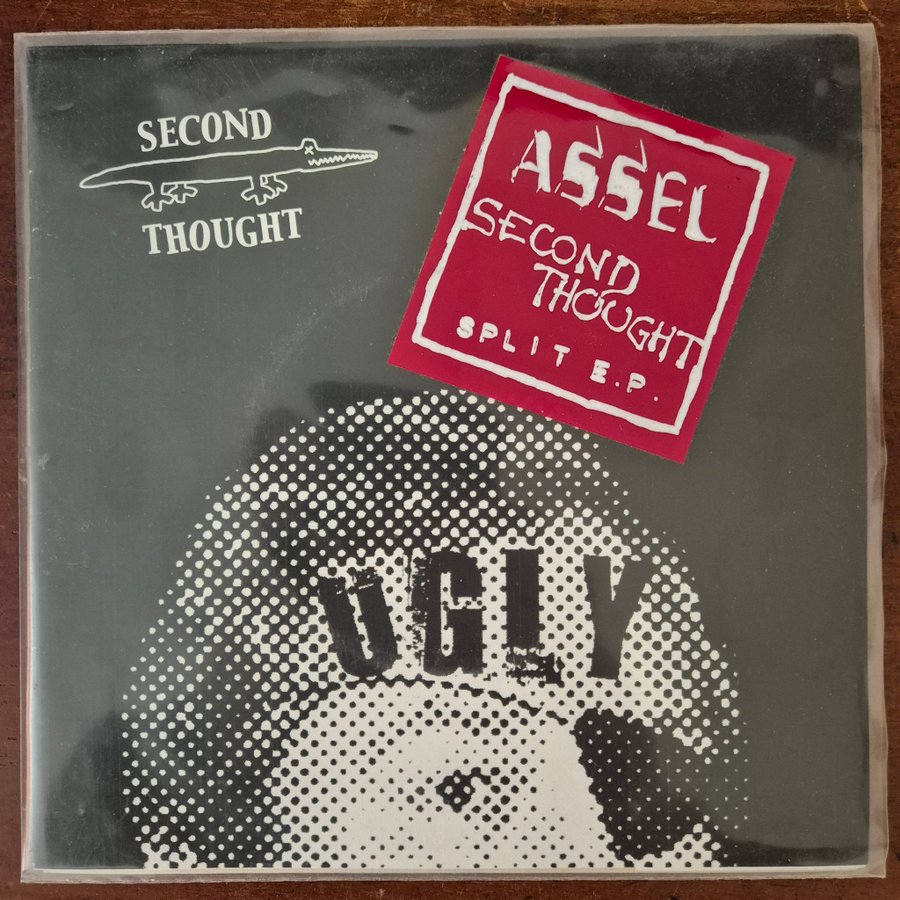 SECOND
THOUGHT
ASSEL
SECOND
THOUGHT
SPLIT E.P.
UGLY